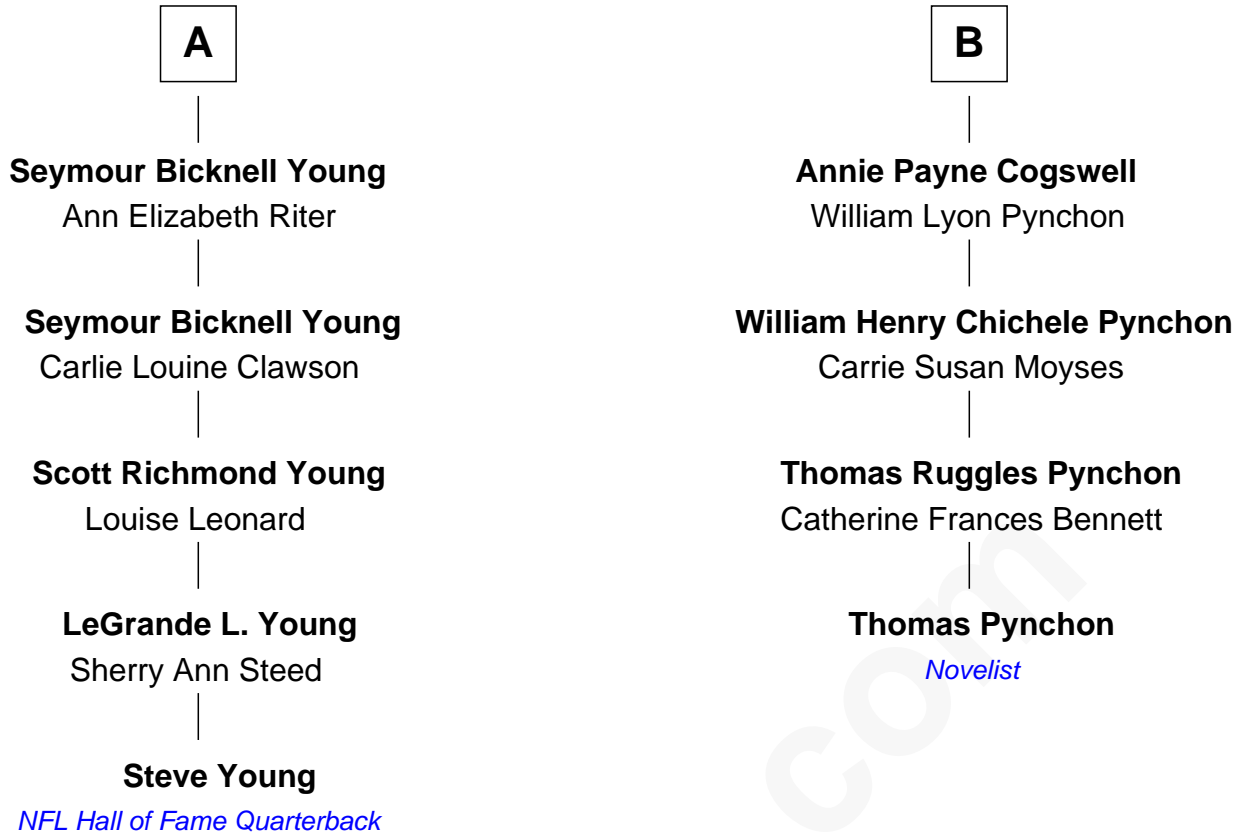 A
B
Seymour Bicknell Young
Ann Elizabeth Riter
Annie Payne Cogswell
William Lyon Pynchon
Seymour Bicknell Young
Carlie Louine Clawson
William Henry Chichele Pynchon
Carrie Susan Moyses
Scott Richmond Young
Louise Leonard
Thomas Ruggles Pynchon
Catherine Frances Bennett
LeGrande L. Young
Sherry Ann Steed
Thomas Pynchon
Novelist
Steve Young
NFL Hall of Fame Quarterback
com